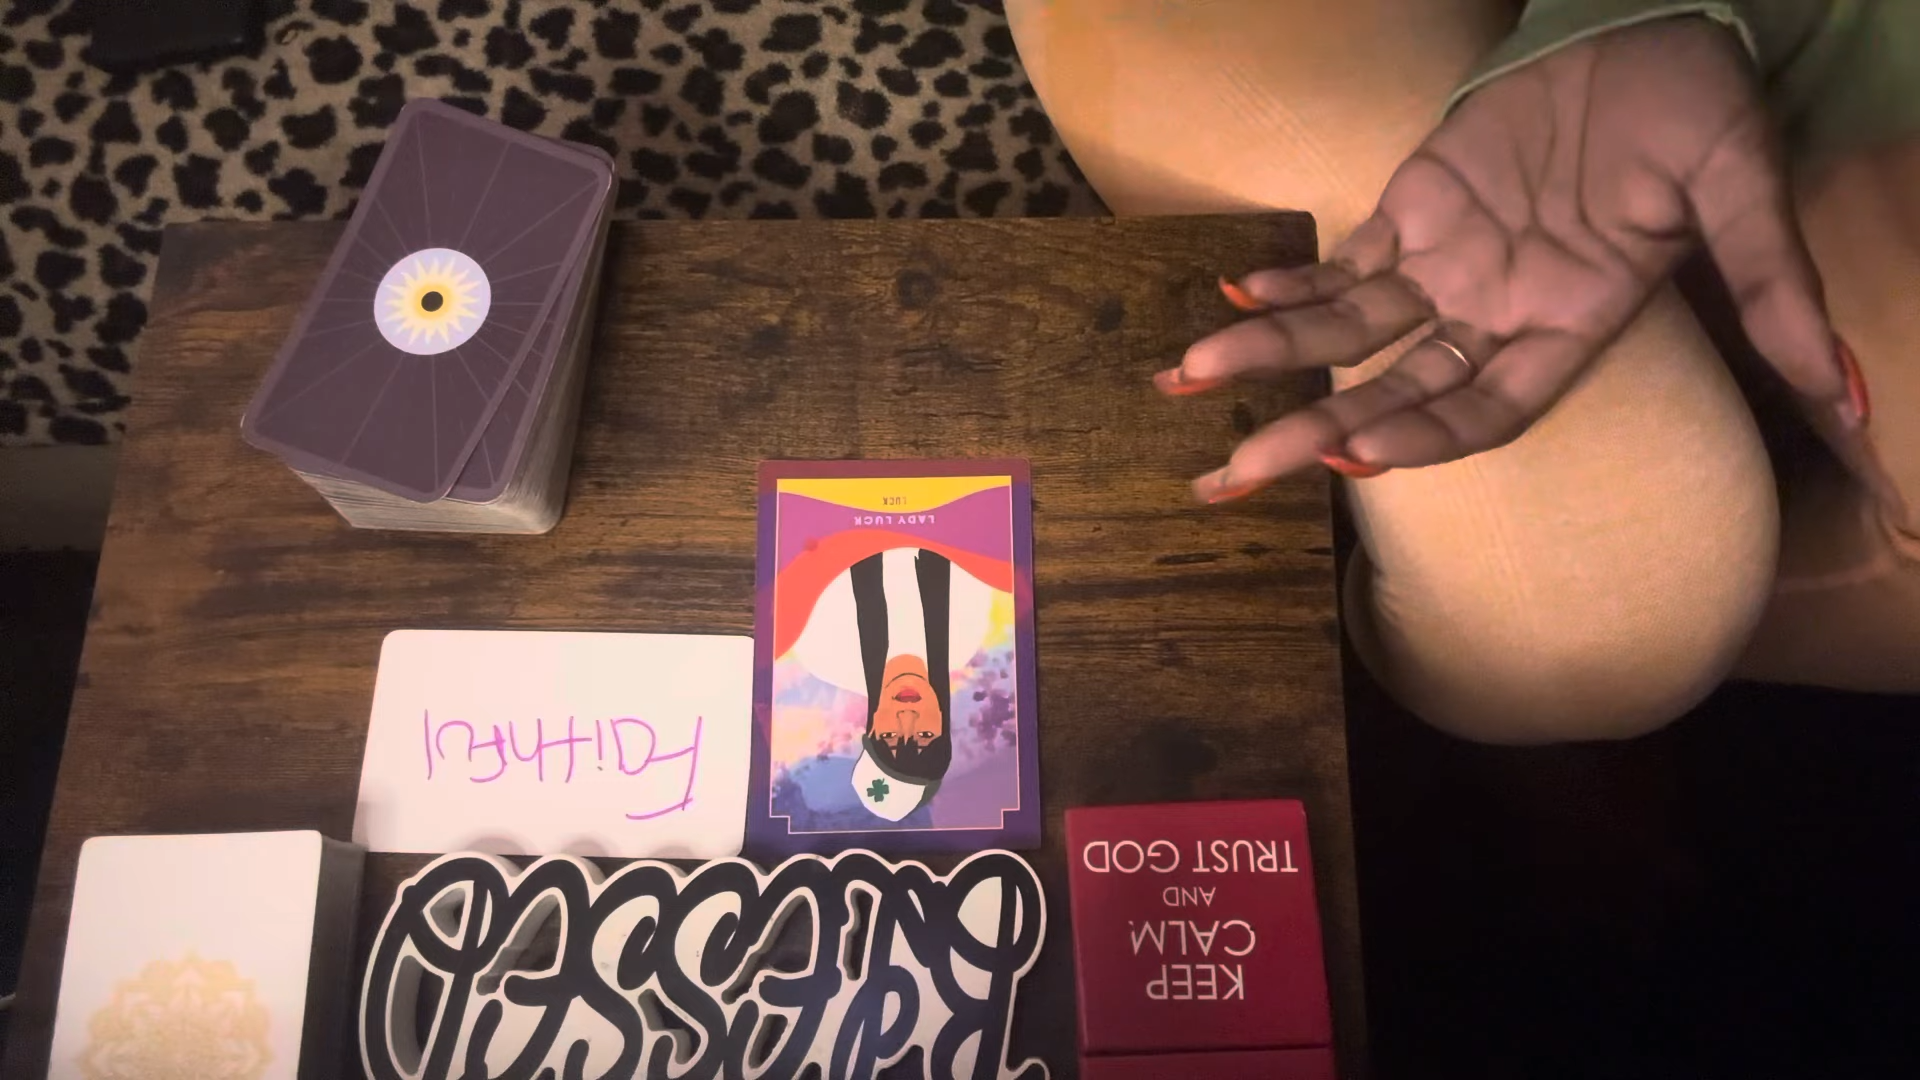 LUCK
LADY LUCK
Faithful
BLESSED
KEEP
CALM
AND
TRUST GOD